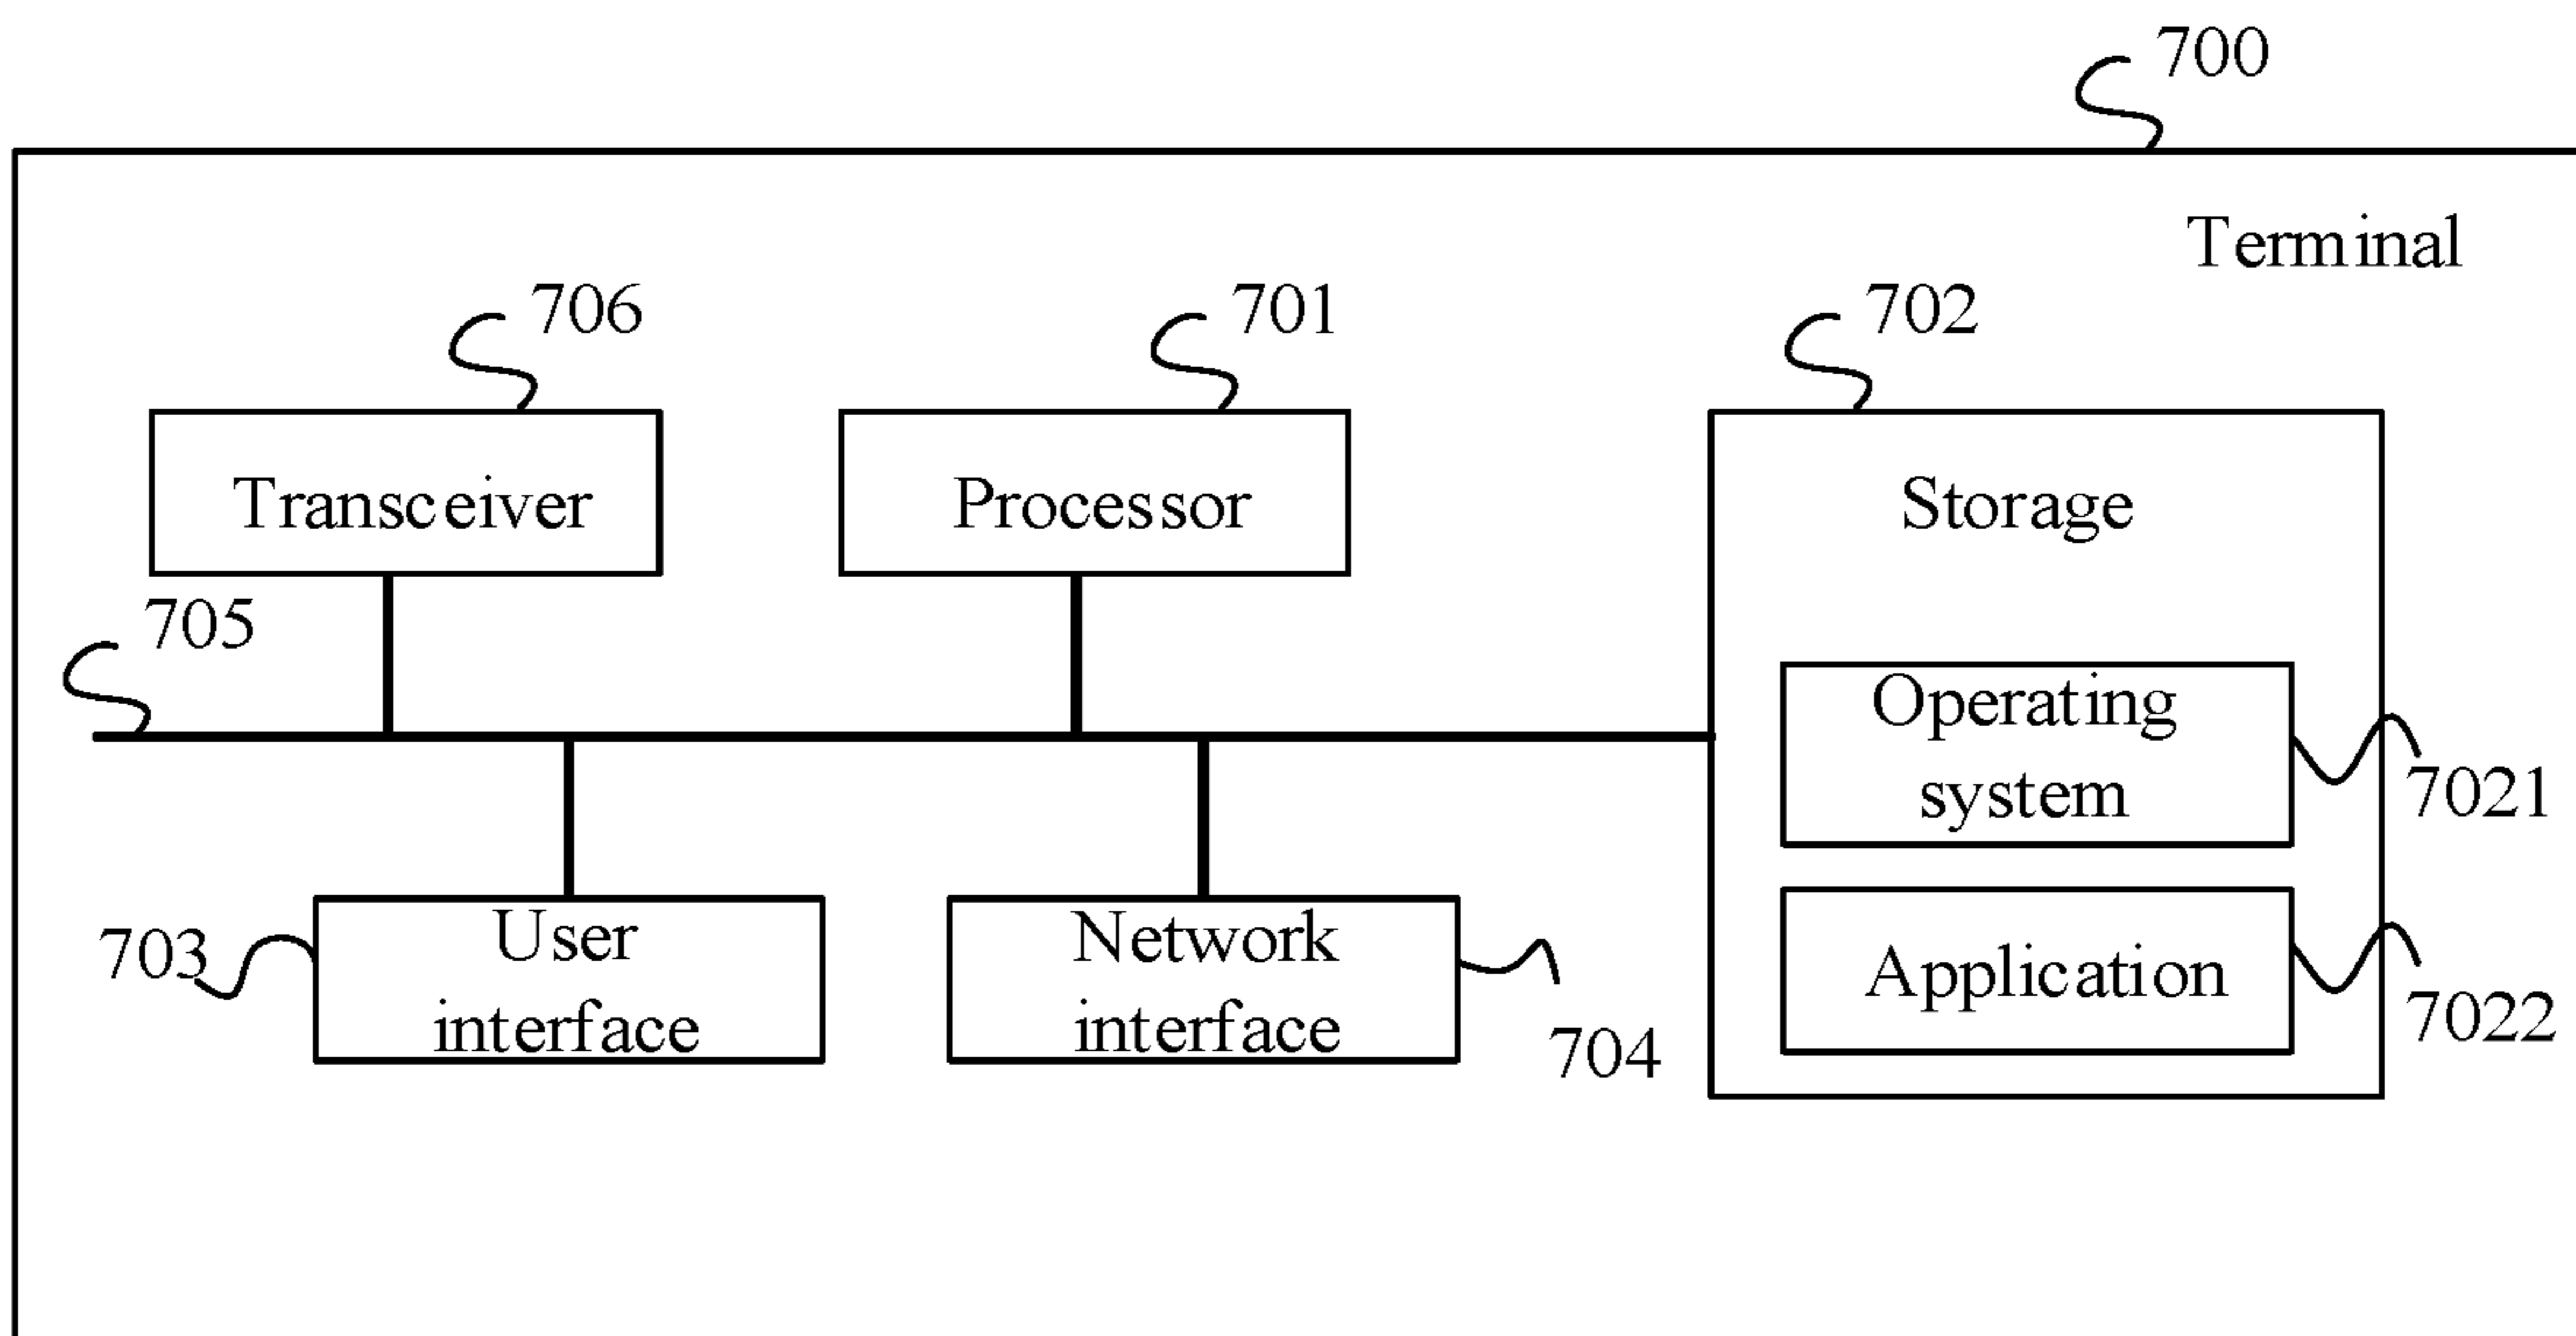 700
Terminal
706
701
702
Transceiver
Processor
Storage
705
Operating
system
7021
User
interface
703
Network
interface
704
Application
7022